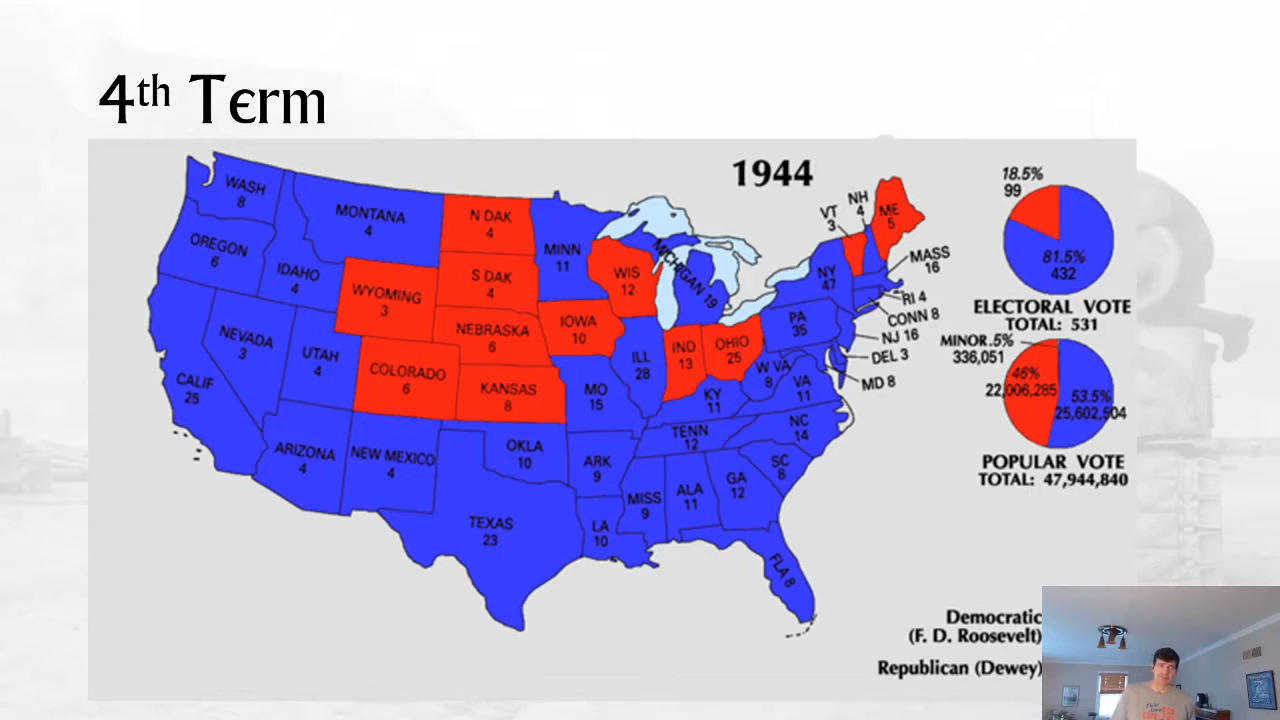 4th Term
1944
WASH
8
OREGON
6
CALIF
25
NEVADA
3
IDAHO
4
MONTANA
4
WYOMING
3
UTAH
4
ARIZONA
4
COLORADO
6
NEW MEXICO
4
N DAK
4
S DAK
4
NEBRASKA
6
KANSAS
8
OKLA
10
TEXAS
23
MINN
11
IOWA
10
MO
15
ARK
9
LA
10
WIS
12
ILL
28
MICHIGAN 19
IND
13
OHIO
25
KY
11
TENN
12
MISS
9
ALA
11
GA
12
FLA 8
SC
8
NC
14
VA
11
W VA
8
PA
35
NY
47
VT
3
NH
4
ME
5
MASS
16
RI 4
CONN 8
NJ 16
DEL 3
MD 8
18.5%
99
81.5%
432
ELECTORAL VOTE
TOTAL: 531
MINOR .5%
336,051
46%
22,006,285
53.5%
25,602,504
POPULAR VOTE
TOTAL: 47,944,840
Democratic
(F. D. Roosevelt)
Republican (Dewey)